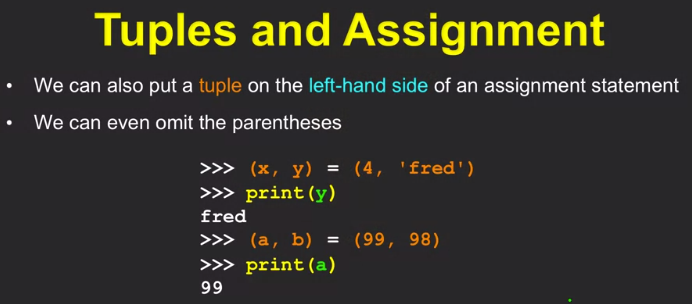 Tuples and Assignment
• We can also put a tuple on the left-hand side of an assignment statement
• We can even omit the parentheses
>>> (x, y) = (4, 'fred')
>>> print(y)
fred
>>> (a, b) = (99, 98)
>>> print(a)
99